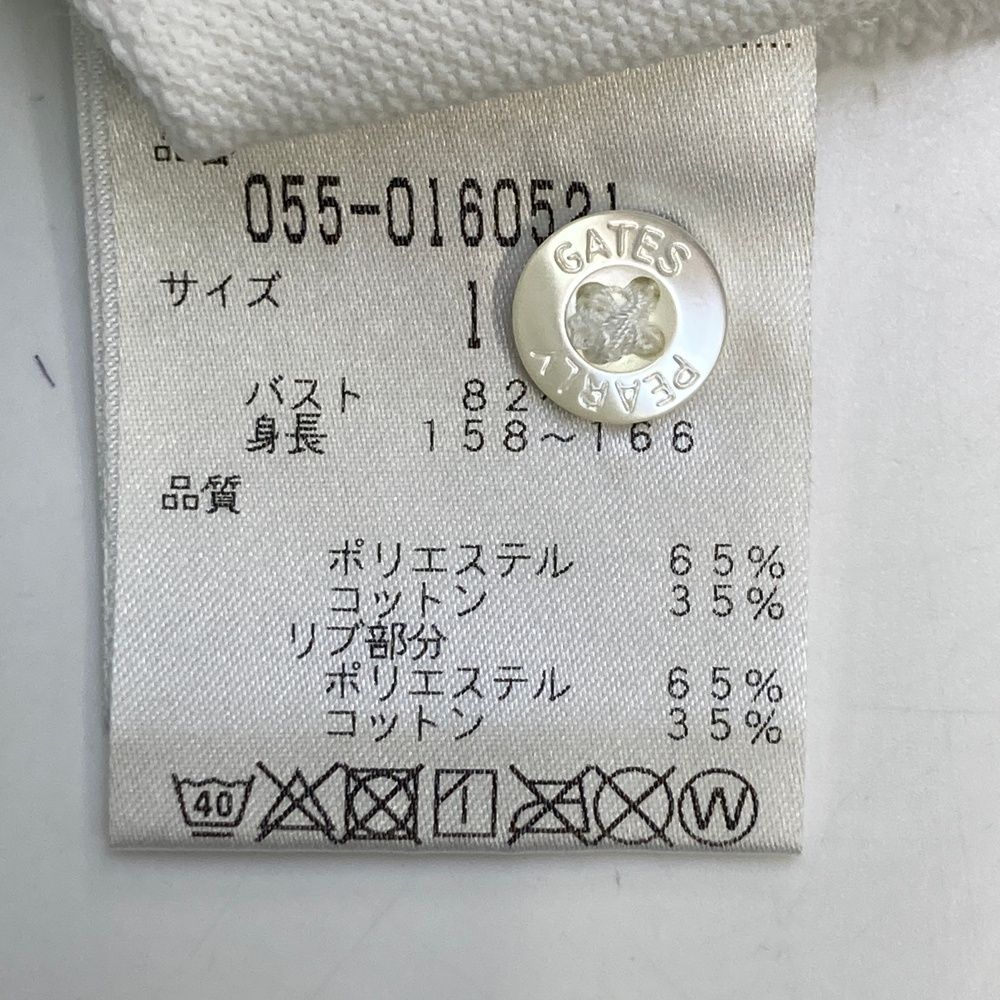 055-0160521
サイズ 1
GATES
PEARLY
バスト 82
身長 158～166
品質
ポリエステル 65%
コットン 35%
リブ部分
ポリエステル 65%
コットン 35%
40
W